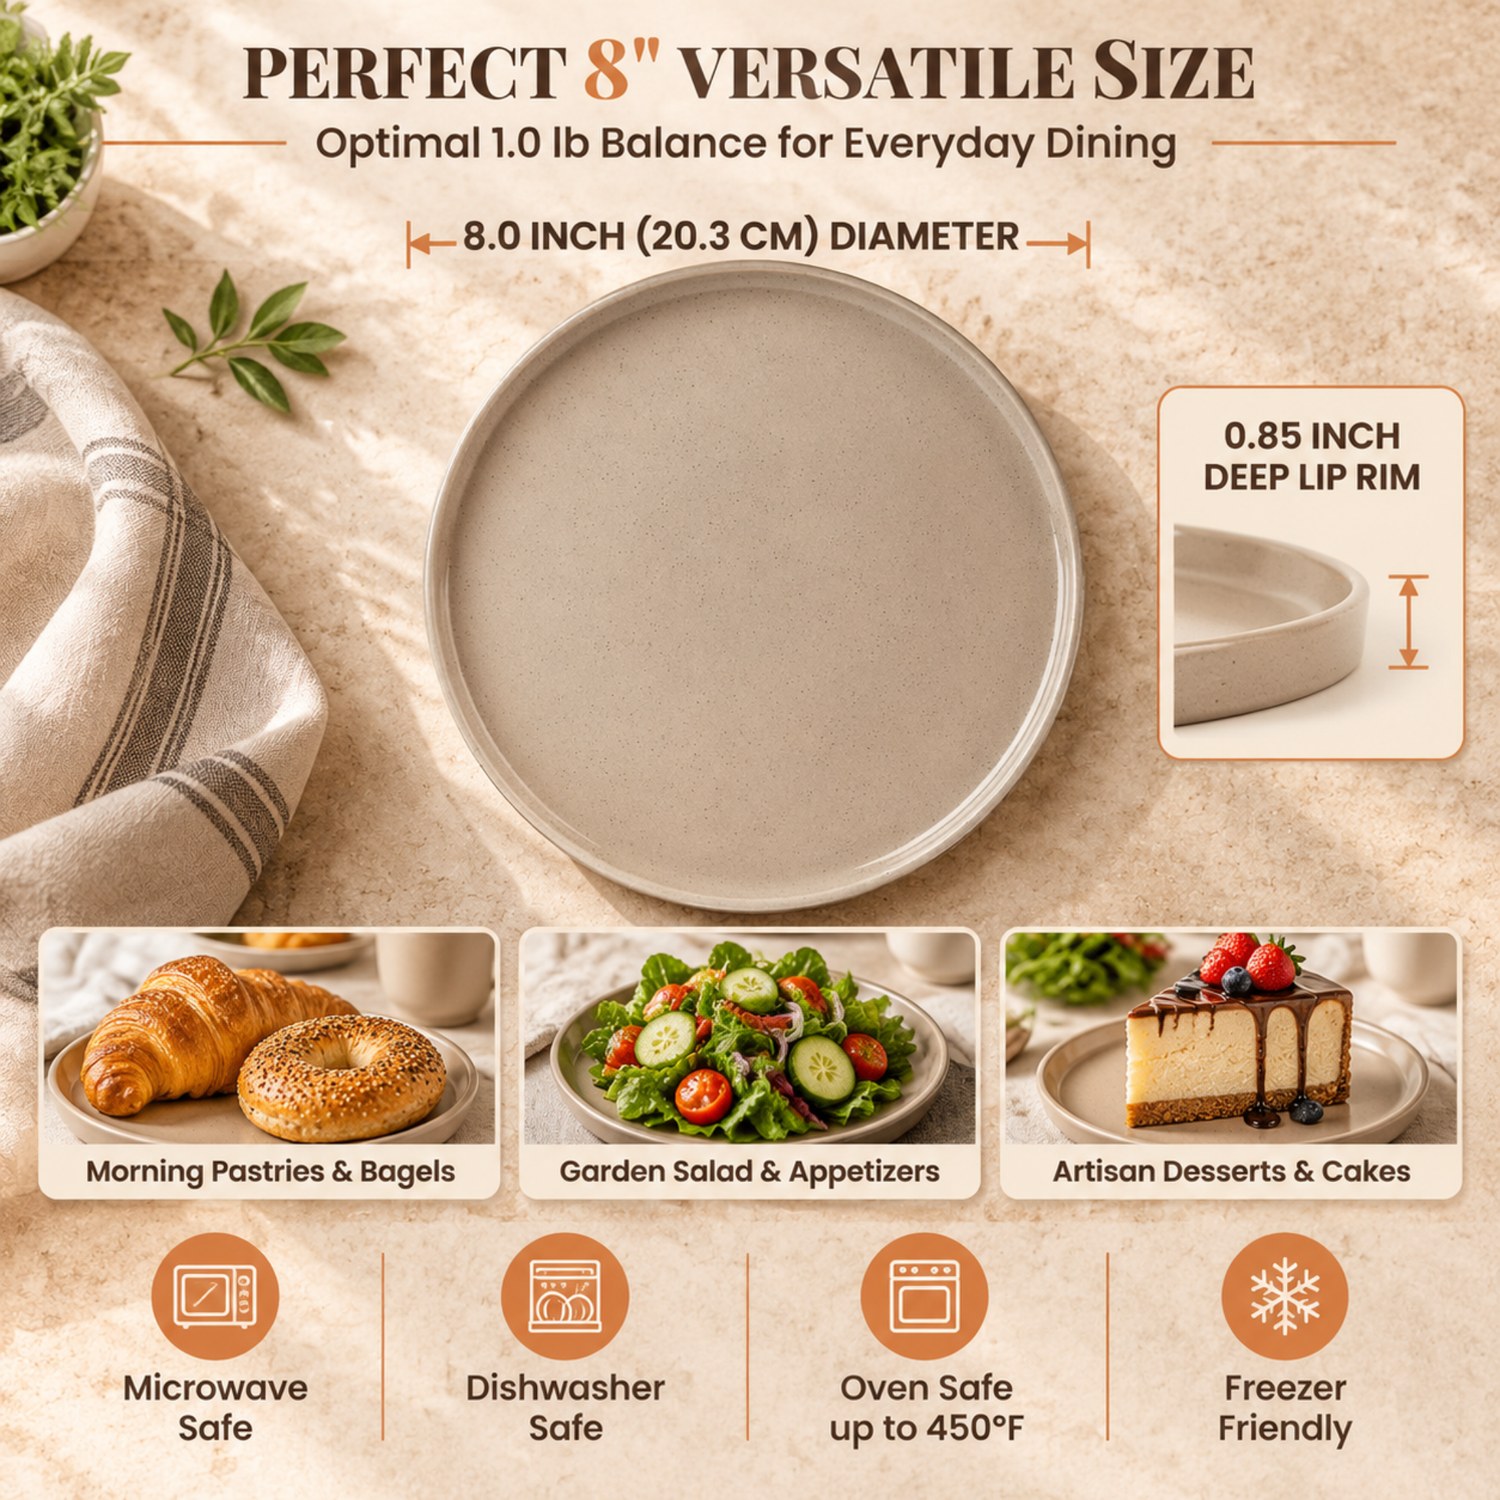 PERFECT 8" VERSATILE SIZE
Optimal 1.0 lb Balance for Everyday Dining
8.0 INCH (20.3 CM) DIAMETER
0.85 INCH
DEEP LIP RIM
Morning Pastries & Bagels
Garden Salad & Appetizers
Artisan Desserts & Cakes
Microwave
Safe
Dishwasher
Safe
Oven Safe
up to 450°F
Freezer
Friendly